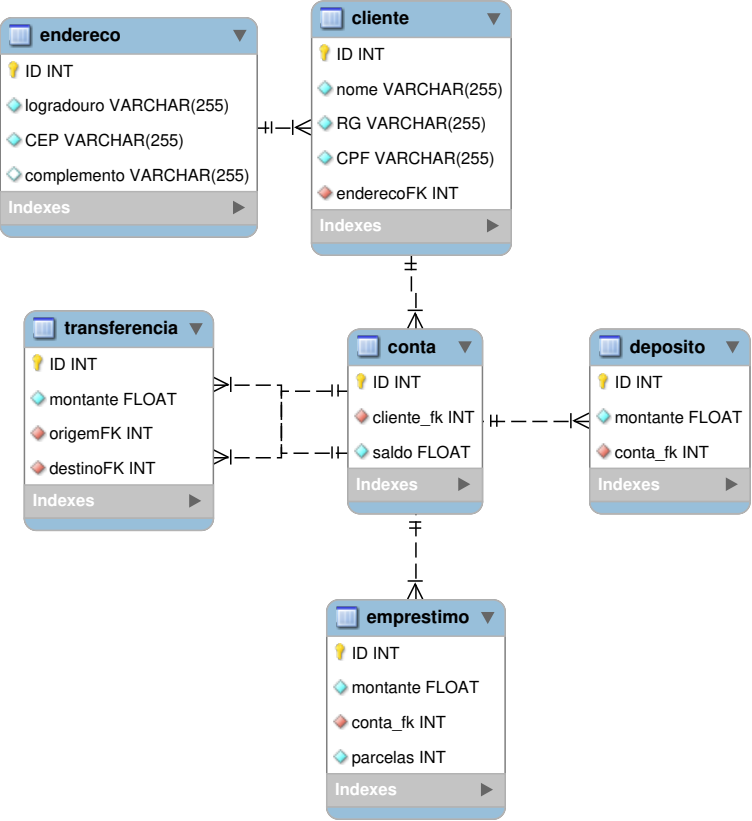 endereco
ID INT
logradouro VARCHAR(255)
CEP VARCHAR(255)
complemento VARCHAR(255)
Indexes
cliente
ID INT
nome VARCHAR(255)
RG VARCHAR(255)
CPF VARCHAR(255)
enderecoFK INT
Indexes
transferencia
ID INT
montante FLOAT
origemFK INT
destinoFK INT
Indexes
conta
ID INT
cliente_fk INT
saldo FLOAT
Indexes
deposito
ID INT
montante FLOAT
conta_fk INT
Indexes
emprestimo
ID INT
montante FLOAT
conta_fk INT
parcelas INT
Indexes